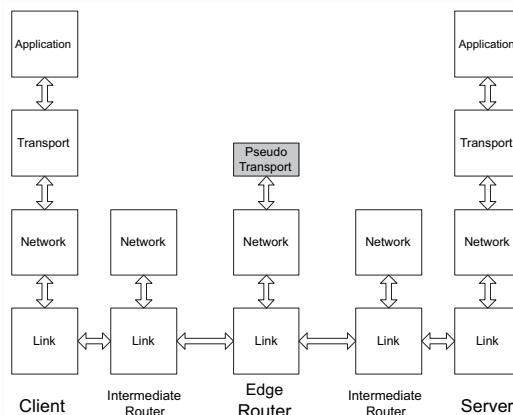 Application
Application
Transport
Pseudo
Transport
Transport
Network
Network
Network
Network
Network
Link
Link
Link
Link
Link
Client
Intermediate
Router
Edge
Router
Intermediate
Router
Server